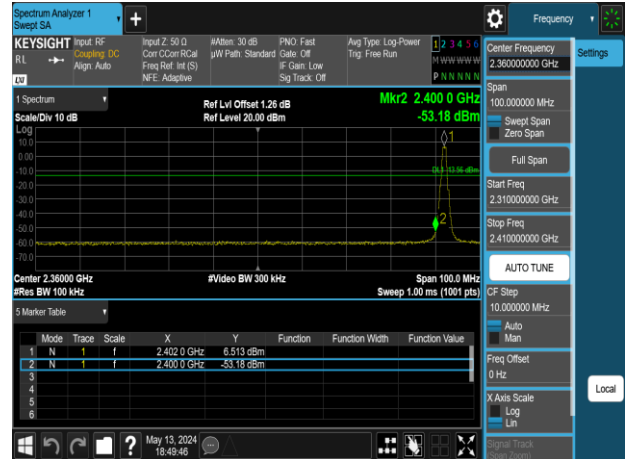 Spectrum Analyzer 1
Swept SA
Frequency
KEYSIGHT Input: RF Input Z: 50 Ω #Atten: 30 dB PNO: Fast Avg Type: Log-Power 1 2 3 4 5 6
RL Coupling: DC Corr CCorr RCal µW Path: Standard Gate: Off Trig: Free Run M W W W W W
Align: Auto Freq Ref: Int (S) IF Gain: Low
LXI NFE: Adaptive Sig Track: Off P N N N N N
1 Spectrum
Ref Lvl Offset 1.26 dB
Mkr2 2.400 0 GHz
Scale/Div 10 dB
Ref Level 20.00 dBm
-53.18 dBm
Log
10.0
0.00
-10.0
-20.0
-30.0
-40.0
-50.0
-60.0
-70.0
1
DL1 -13.56 dBm
2
Center 2.36000 GHz #Video BW 300 kHz Span 100.0 MHz
#Res BW 100 kHz Sweep 1.00 ms (1001 pts)
5 Marker Table
Mode Trace Scale X Y Function Function Width Function Value
1 N 1 f 2.402 0 GHz 6.513 dBm
2 N 1 f 2.400 0 GHz -53.18 dBm
3
4
5
6
May 13, 2024
18:49:46
?
Center Frequency
2.360000000 GHz
Settings
Span
100.000000 MHz
Swept Span
Zero Span
Full Span
Start Freq
2.310000000 GHz
Stop Freq
2.410000000 GHz
AUTO TUNE
CF Step
10.000000 MHz
Auto
Man
Freq Offset
0 Hz
X Axis Scale
Log
Lin
Local
Signal Track
(Span Zoom)